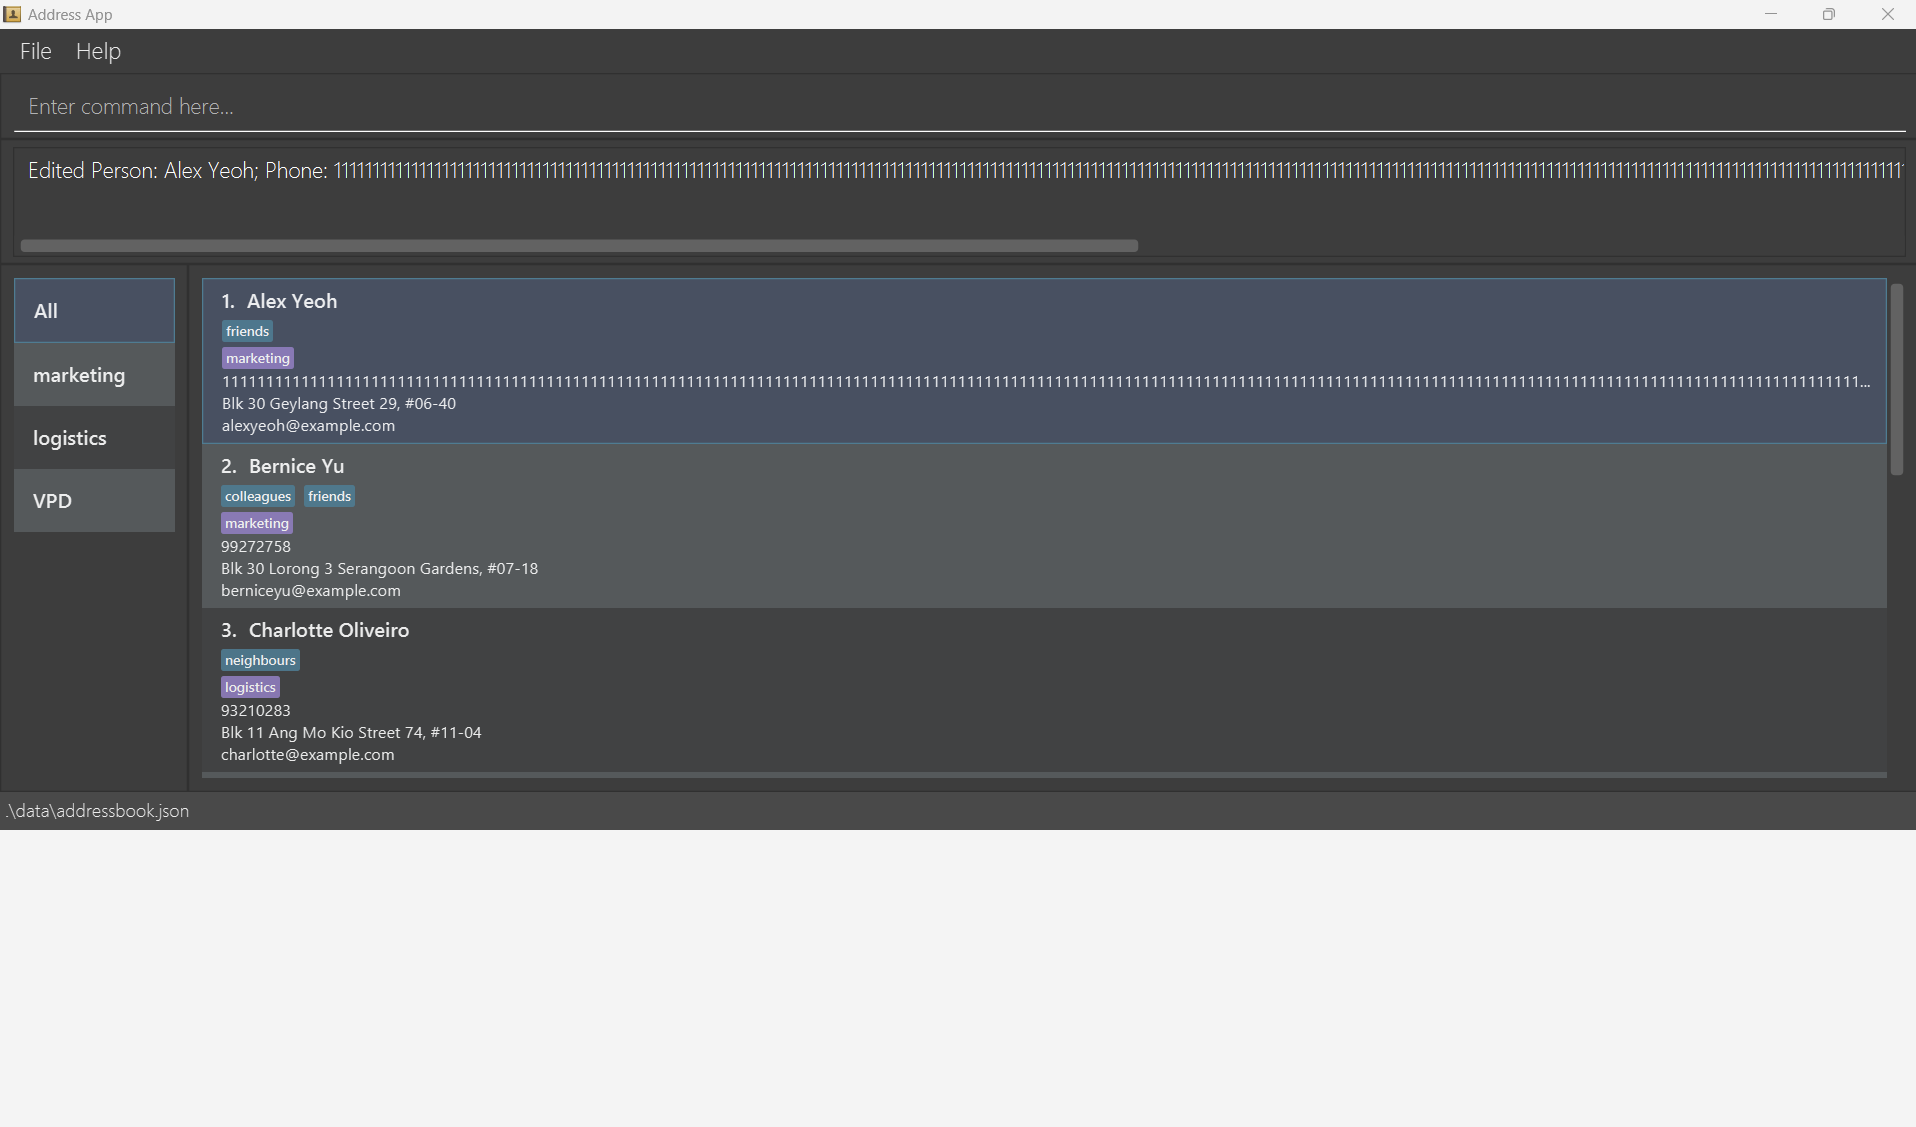 Address App
File Help
Enter command here...
Edited Person: Alex Yeoh; Phone:
All
marketing
logistics
VPD
1. Alex Yeoh
friends
marketing
Blk 30 Geylang Street 29, #06-40
alexyeoh@example.com
2. Bernice Yu
colleagues friends
marketing
99272758
Blk 30 Lorong 3 Serangoon Gardens, #07-18
berniceyu@example.com
3. Charlotte Oliveiro
neighbours
logistics
93210283
Blk 11 Ang Mo Kio Street 74, #11-04
charlotte@example.com
.\data\addressbook.json